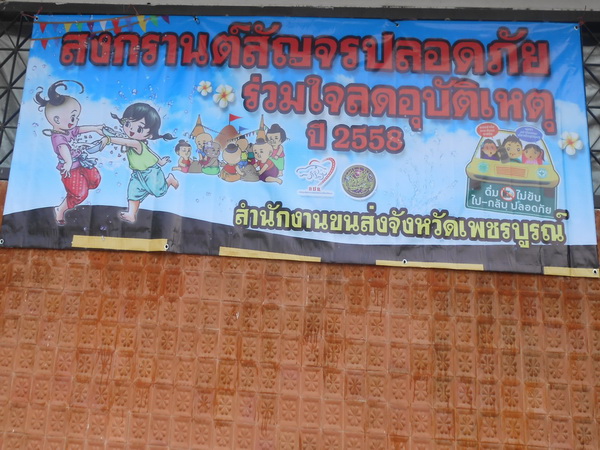 สงกรานต์สัญจรปลอดภัย
ร่วมใจลดอุบัติเหตุ
ปี 2558
ดื่ม ไม่ขับ
ไป-กลับ ปลอดภัย
สำนักงานขนส่งจังหวัดเพชรบูรณ์